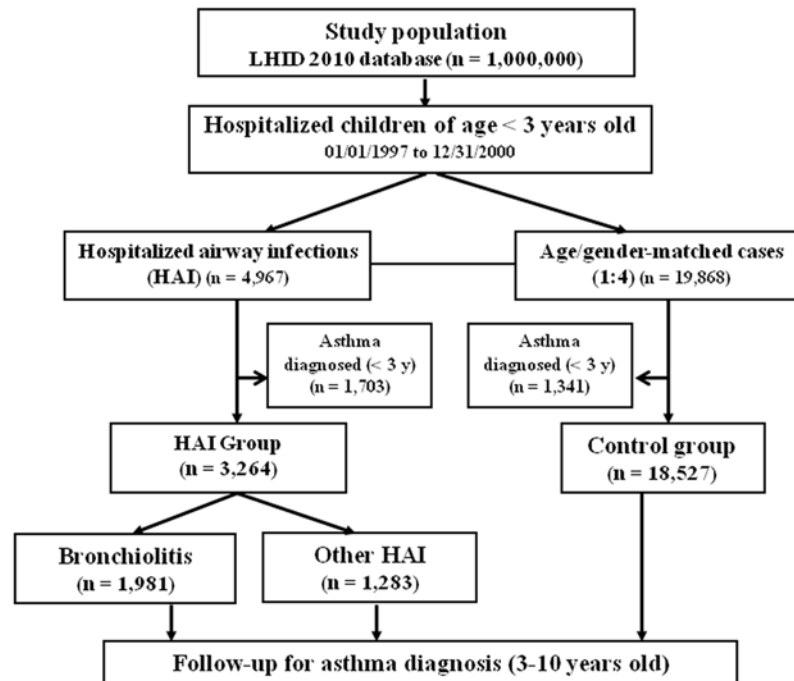 Study population
LHID 2010 database (n = 1,000,000)
Hospitalized children of age < 3 years old
01/01/1997 to 12/31/2000
Hospitalized airway infections
(HAI) (n = 4,967)
Age/gender-matched cases
(1:4) (n = 19,868)
Asthma
diagnosed (< 3 y)
(n = 1,703)
Asthma
diagnosed (< 3 y)
(n = 1,341)
HAI Group
(n = 3,264)
Control group
(n = 18,527)
Bronchiolitis
(n = 1,981)
Other HAI
(n = 1,283)
Follow-up for asthma diagnosis (3-10 years old)